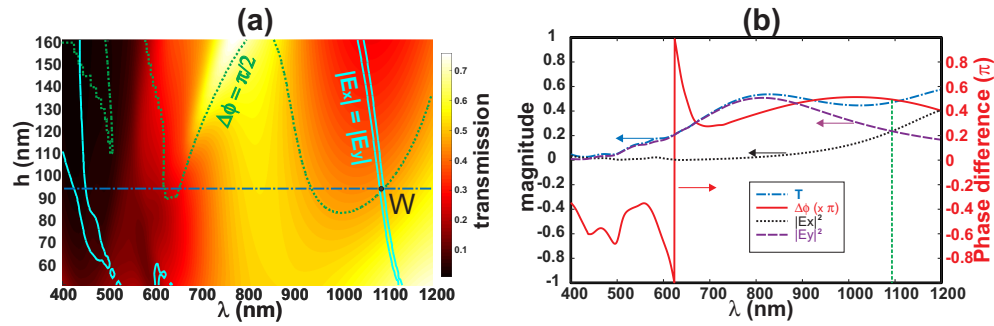 (a)
160
150
140
130
120
110
100
90
80
70
60
h (nm)
400 500 600 700 800 900 1000 1100 1200
λ (nm)
Δϕ = π/2
|Ex| = |Ey|
W
0.7
0.6
0.5
0.4
0.3
0.2
0.1
transmission
(b)
1
0.8
0.6
0.4
0.2
0
-0.2
-0.4
-0.6
-0.8
-1
magnitude
400 500 600 700 800 900 1000 1100 1200
λ (nm)
T
Δϕ (x π)
|Ex|²
|Ey|²
0.8
0.6
0.4
0.2
0
-0.2
-0.4
-0.6
-0.8
Phase difference (π)